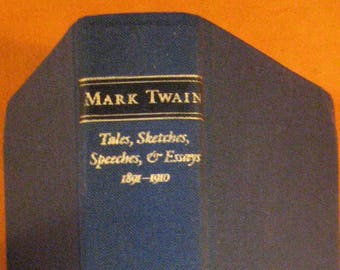 MARK TWAIN
Tales, Sketches,
Speeches, & Essays
1891–1910